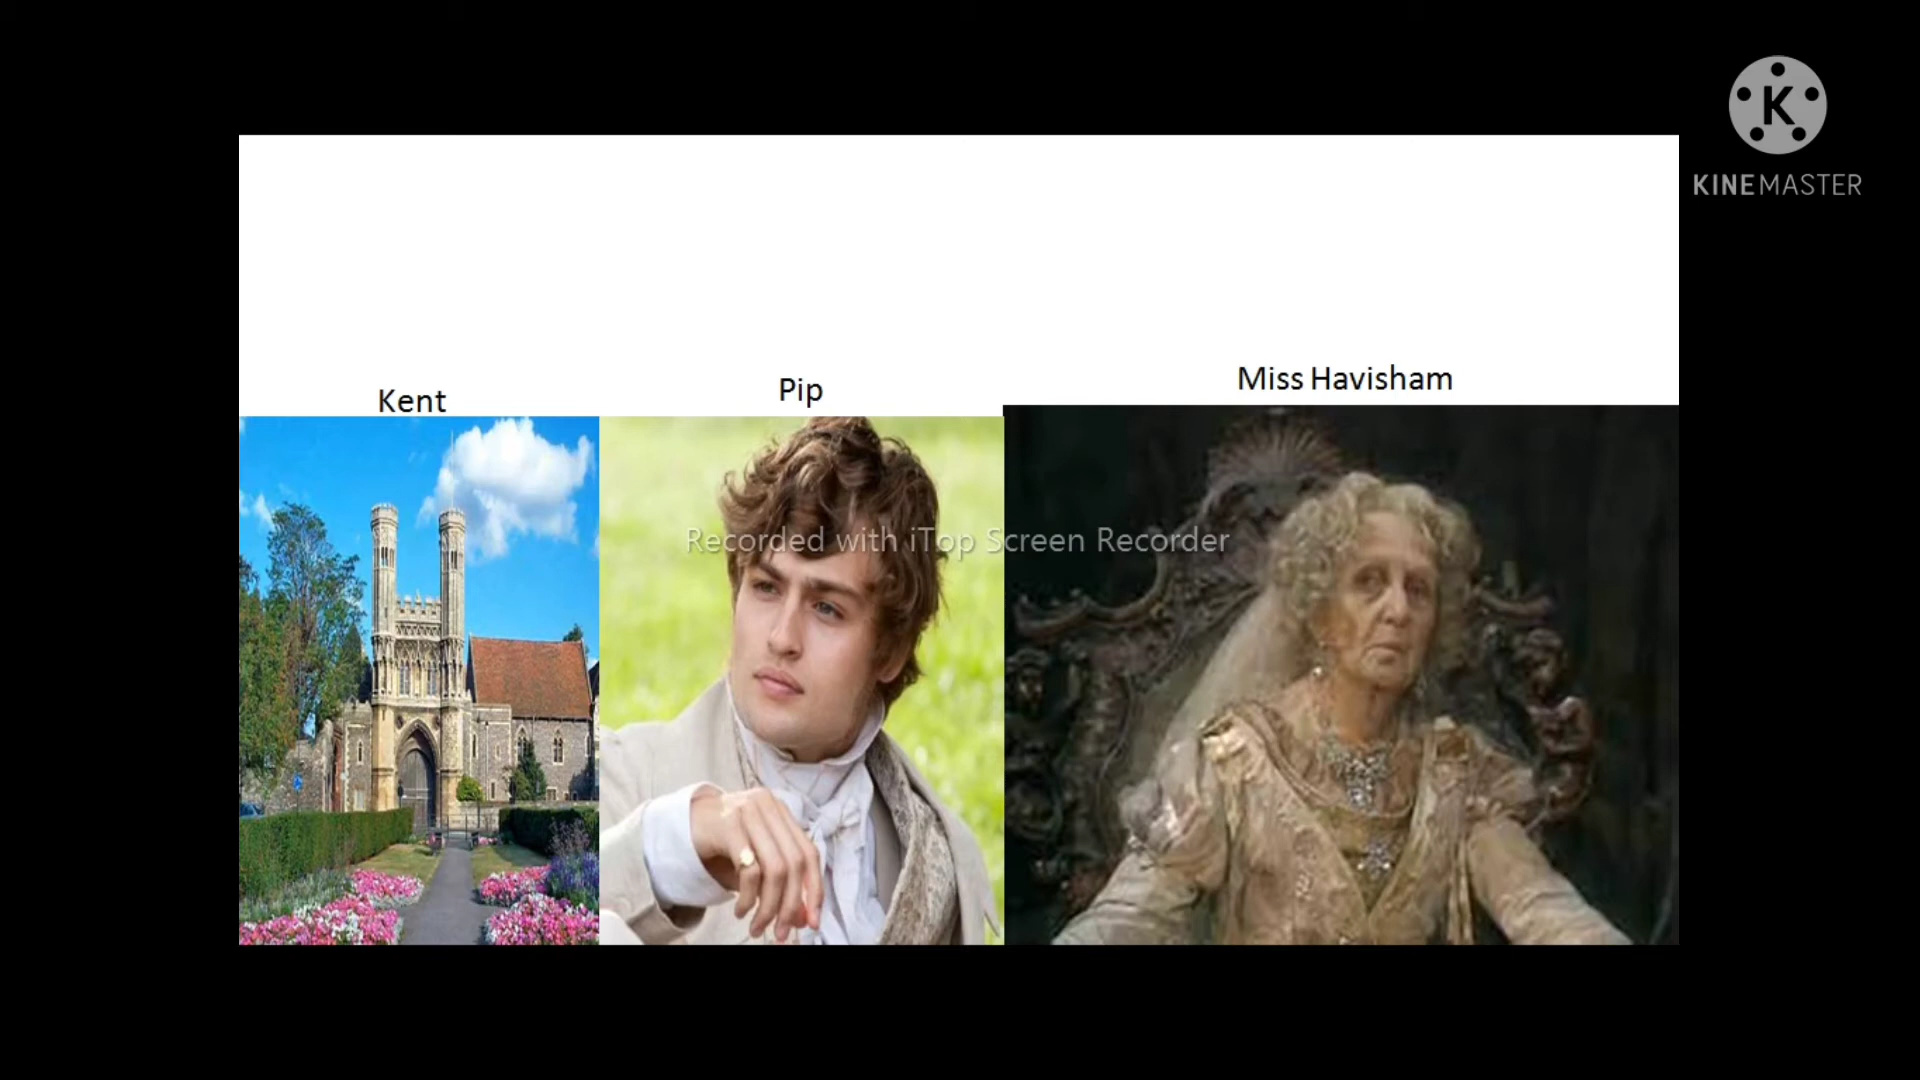 K
KINEMASTER
Miss Havisham
Pip
Kent
Recorded with iTop Screen Recorder